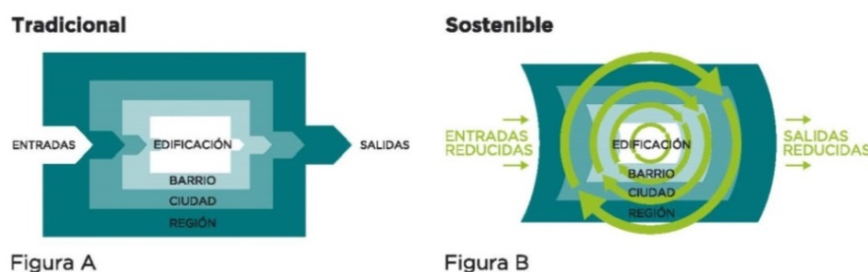 Tradicional
ENTRADAS
EDIFICACIÓN
SALIDAS
BARRIO
CIUDAD
REGIÓN
Figura A
Sostenible
ENTRADAS
REDUCIDAS
EDIFICACIÓN
SALIDAS
REDUCIDAS
BARRIO
CIUDAD
REGIÓN
Figura B